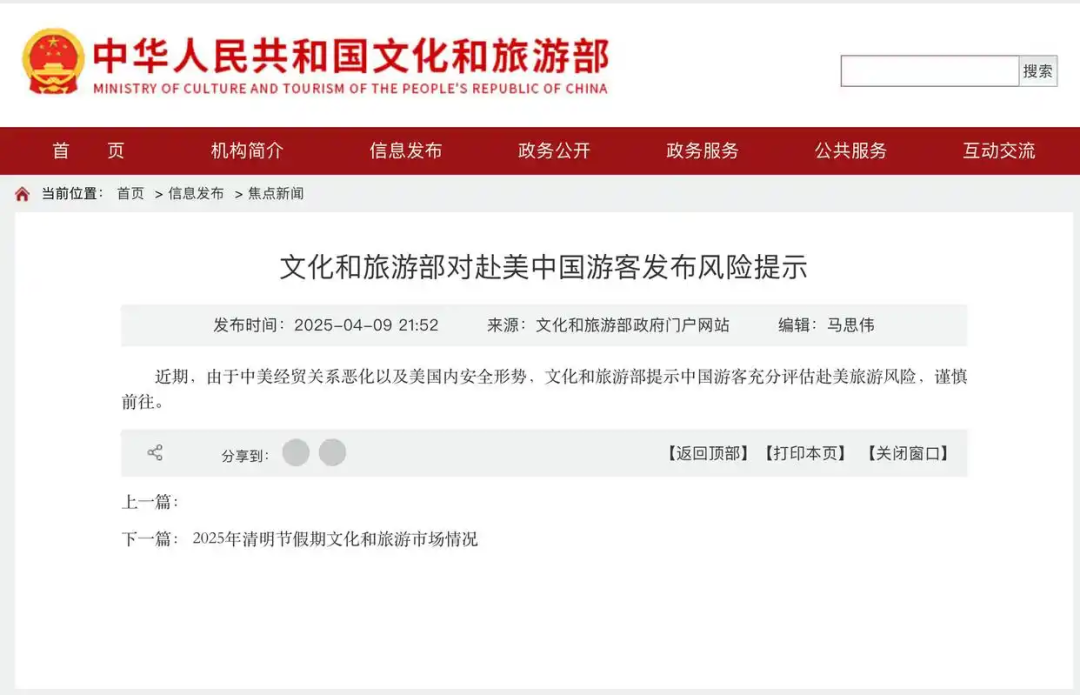 中华人民共和国文化和旅游部
MINISTRY OF CULTURE AND TOURISM OF THE PEOPLE'S REPUBLIC OF CHINA
搜索
首 页 机构简介 信息发布 政务公开 政务服务 公共服务 互动交流
当前位置： 首页 > 信息发布 > 焦点新闻
文化和旅游部对赴美中国游客发布风险提示
发布时间：2025-04-09 21:52 来源：文化和旅游部政府门户网站 编辑：马思伟
近期，由于中美经贸关系恶化以及美国内安全形势，文化和旅游部提示中国游客充分评估赴美旅游风险，谨慎
前往。
分享到： 【返回顶部】 【打印本页】 【关闭窗口】
上一篇：
下一篇： 2025年清明节假期文化和旅游市场情况